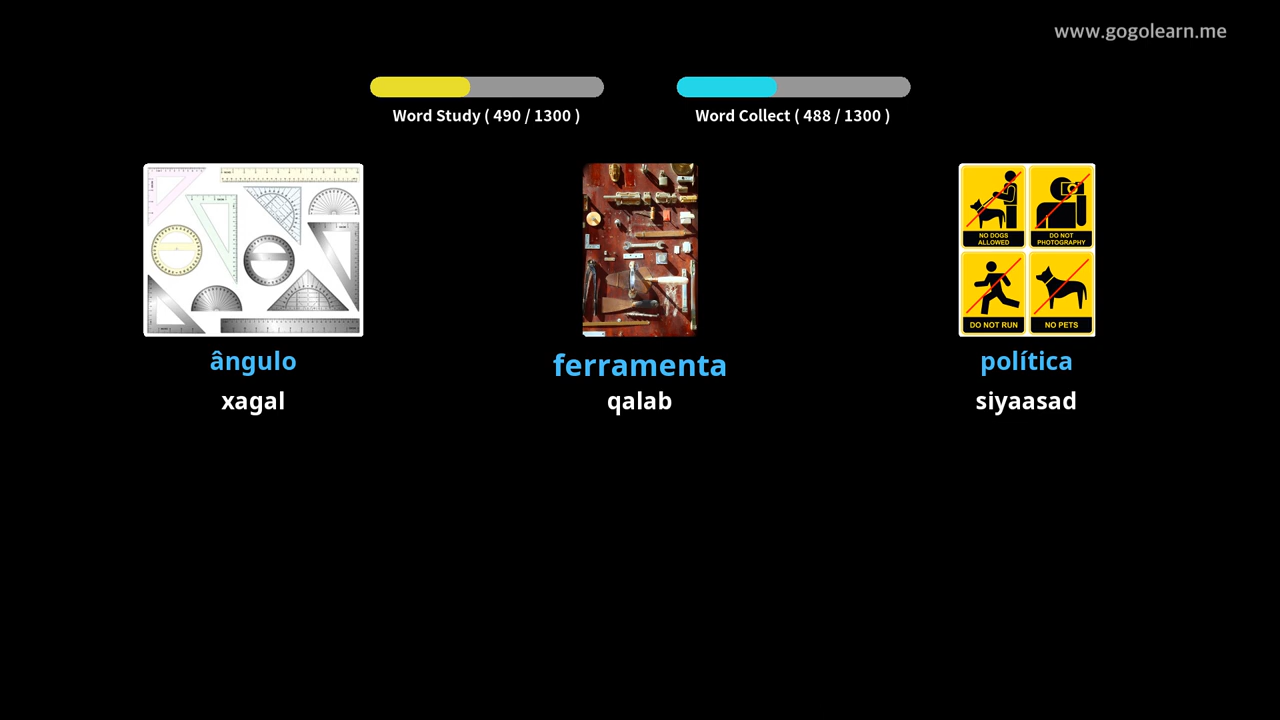 www.gogolearn.me
Word Study ( 490 / 1300 )
Word Collect ( 488 / 1300 )
NO DOGS
ALLOWED
DO NOT
PHOTOGRAPHY
DO NOT RUN
NO PETS
ângulo
ferramenta
política
xagal
qalab
siyaasad